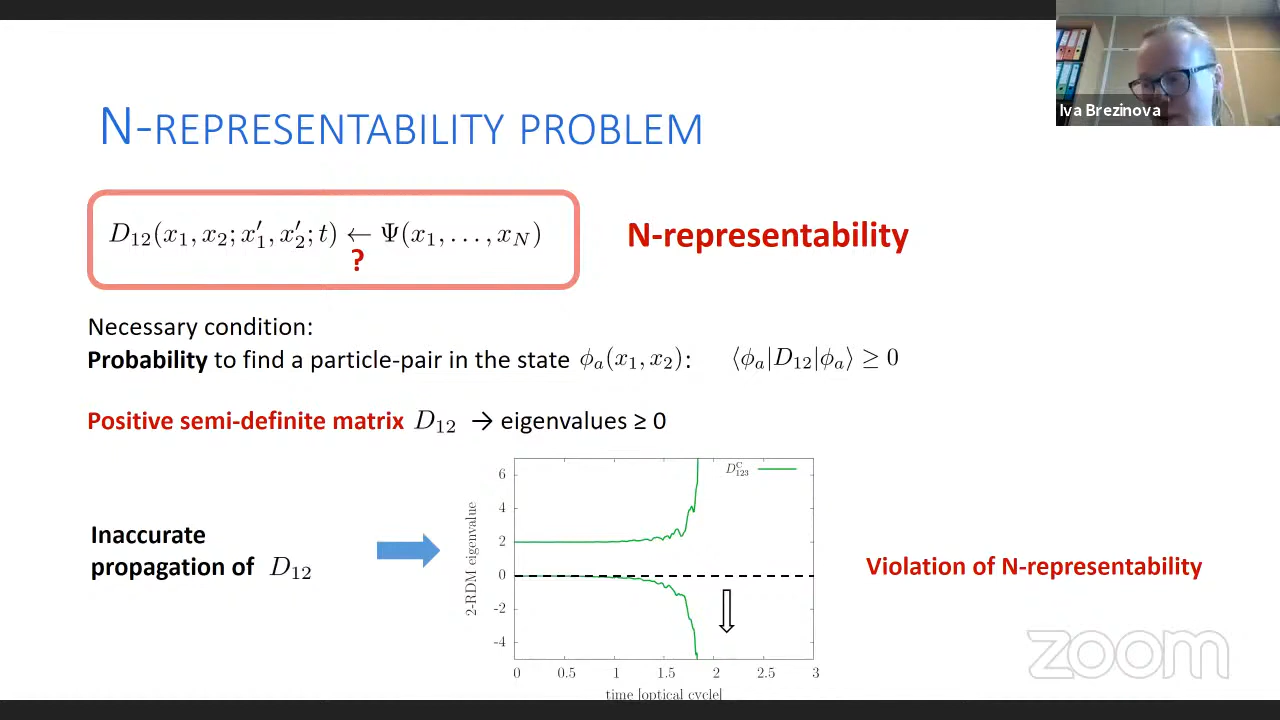 Iva Brezinova
N-REPRESENTABILITY PROBLEM
D₁₂(x₁, x₂; x′₁, x′₂; t) ← Ψ(x₁, . . . , x_N)
?
N-representability
Necessary condition:
Probability to find a particle-pair in the state ϕₐ(x₁, x₂): ⟨ϕₐ|D₁₂|ϕₐ⟩ ≥ 0
Positive semi-definite matrix D₁₂ → eigenvalues ≥ 0
Inaccurate
propagation of D₁₂
2-RDM eigenvalue
6
4
2
0
-2
-4
D₁₂₃^C
0 0.5 1 1.5 2 2.5 3
time [optical cycle]
Violation of N-representability
zoom